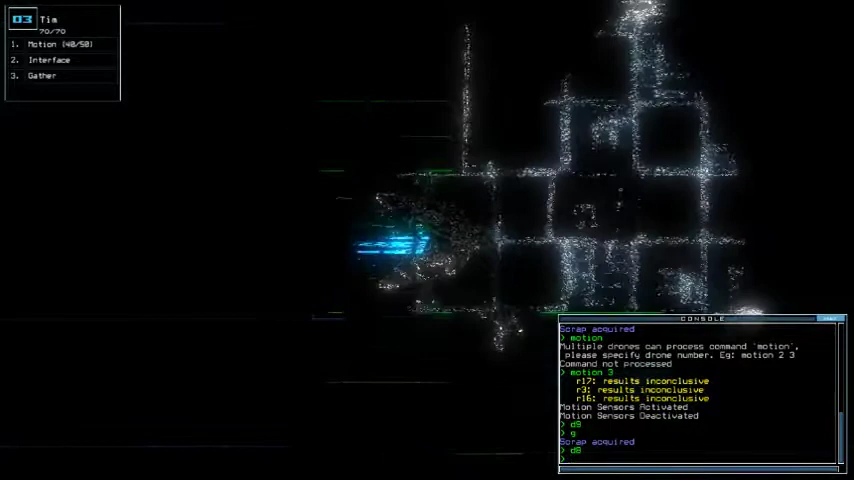 03 Tim
70/70
1. Motion (40/50)
2. Interface
3. Gather
CONSOLE
Scrap acquired
> motion
Multiple drones can process command 'motion',
please specify drone number. Eg: motion 2 3
Command not processed
> motion 3
r17: results inconclusive
r3: results inconclusive
r16: results inconclusive
Motion Sensors Activated
Motion Sensors Deactivated
> d9
> g
Scrap acquired
> d8
>